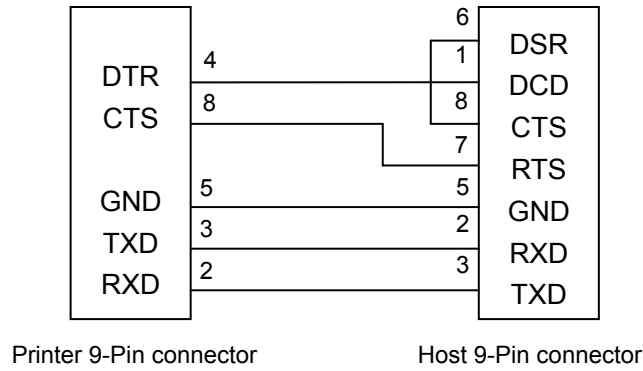 6
DSR
4
1
DTR
DCD
8
8
CTS
CTS
7
RTS
5
5
GND
GND
3
2
TXD
RXD
2
3
RXD
TXD
Printer 9-Pin connector
Host 9-Pin connector